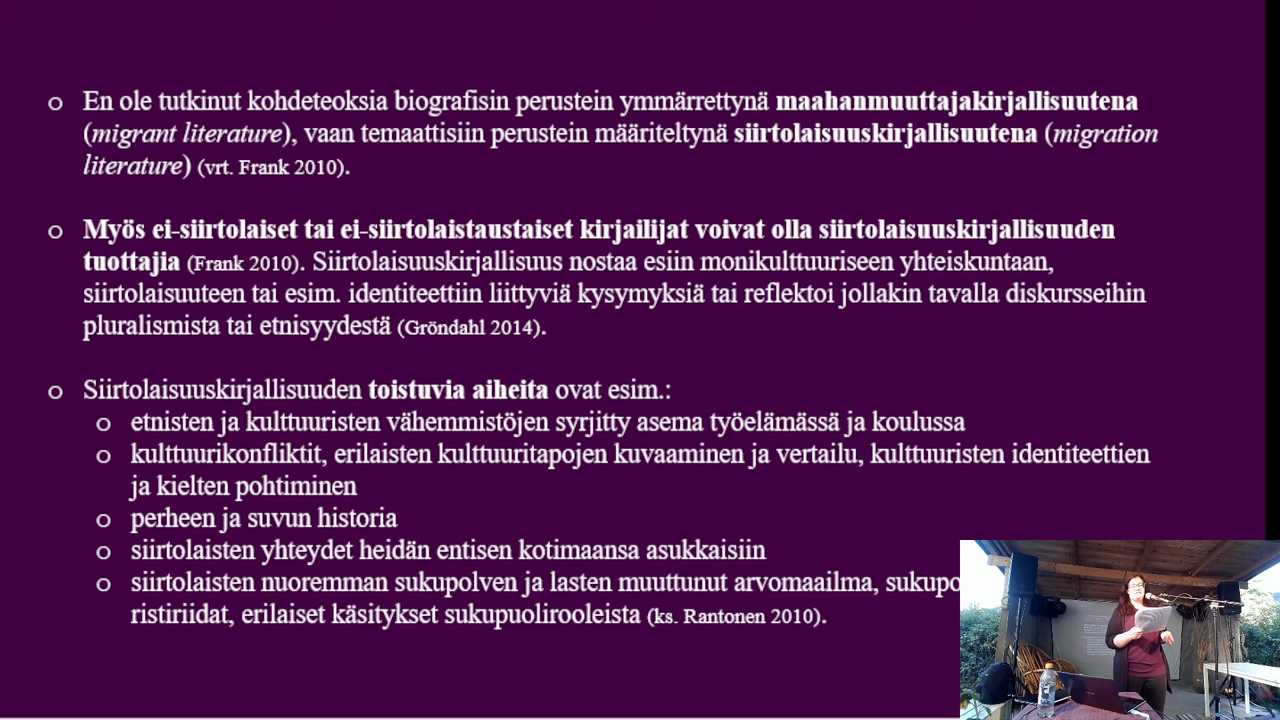 o En ole tutkinut kohdeteoksia biografisin perustein ymmärrettynä maahanmuuttajakirjallisuutena
(migrant literature), vaan temaattisiin perustein määriteltynä siirtolaisuuskirjallisuutena (migration
literature) (vrt. Frank 2010).
o Myös ei-siirtolaiset tai ei-siirtolaistaustaiset kirjailijat voivat olla siirtolaisuuskirjallisuuden
tuottajia (Frank 2010). Siirtolaisuuskirjallisuus nostaa esiin monikulttuuriseen yhteiskuntaan,
siirtolaisuuteen tai esim. identiteettiin liittyviä kysymyksiä tai reflektoi jollakin tavalla diskursseihin
pluralismista tai etnisyydestä (Gröndahl 2014).
o Siirtolaisuuskirjallisuuden toistuvia aiheita ovat esim.:
o etnisten ja kulttuuristen vähemmistöjen syrjitty asema työelämässä ja koulussa
o kulttuurikonfliktit, erilaisten kulttuuritapojen kuvaaminen ja vertailu, kulttuuristen identiteettien
ja kielten pohtiminen
o perheen ja suvun historia
o siirtolaisten yhteydet heidän entisen kotimaansa asukkaisiin
o siirtolaisten nuoremman sukupolven ja lasten muuttunut arvomaailma, sukupo
ristiriidat, erilaiset käsitykset sukupuolirooleista (ks. Rantonen 2010).